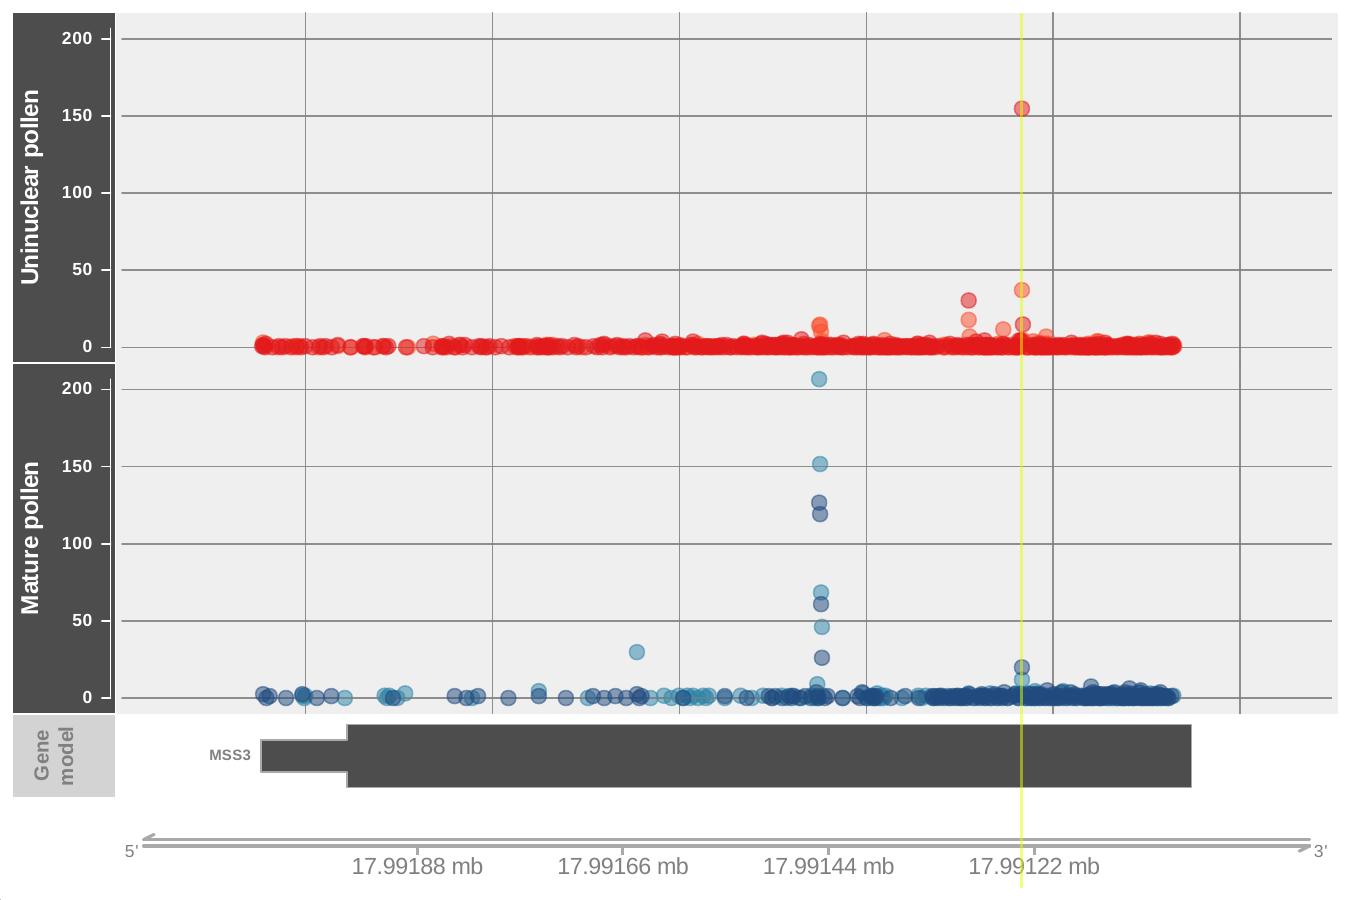 Uninuclear pollen
200
150
100
50
0
Mature pollen
200
150
100
50
0
Gene
model
MSS3
5'
3'
17.99188 mb
17.99166 mb
17.99144 mb
17.99122 mb